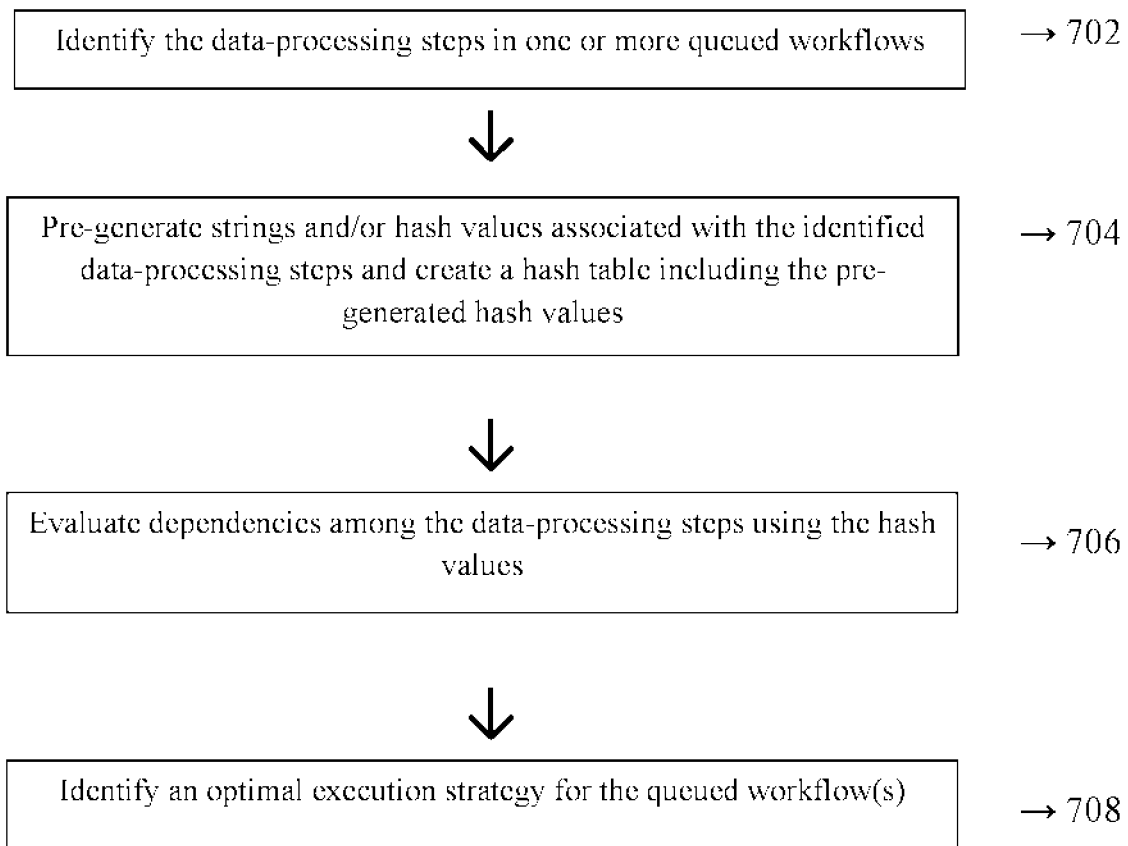 Identify the data-processing steps in one or more queued workflows
→ 702
Pre-generate strings and/or hash values associated with the identified
data-processing steps and create a hash table including the pre-
generated hash values
→ 704
Evaluate dependencies among the data-processing steps using the hash
values
→ 706
Identify an optimal execution strategy for the queued workflow(s)
→ 708